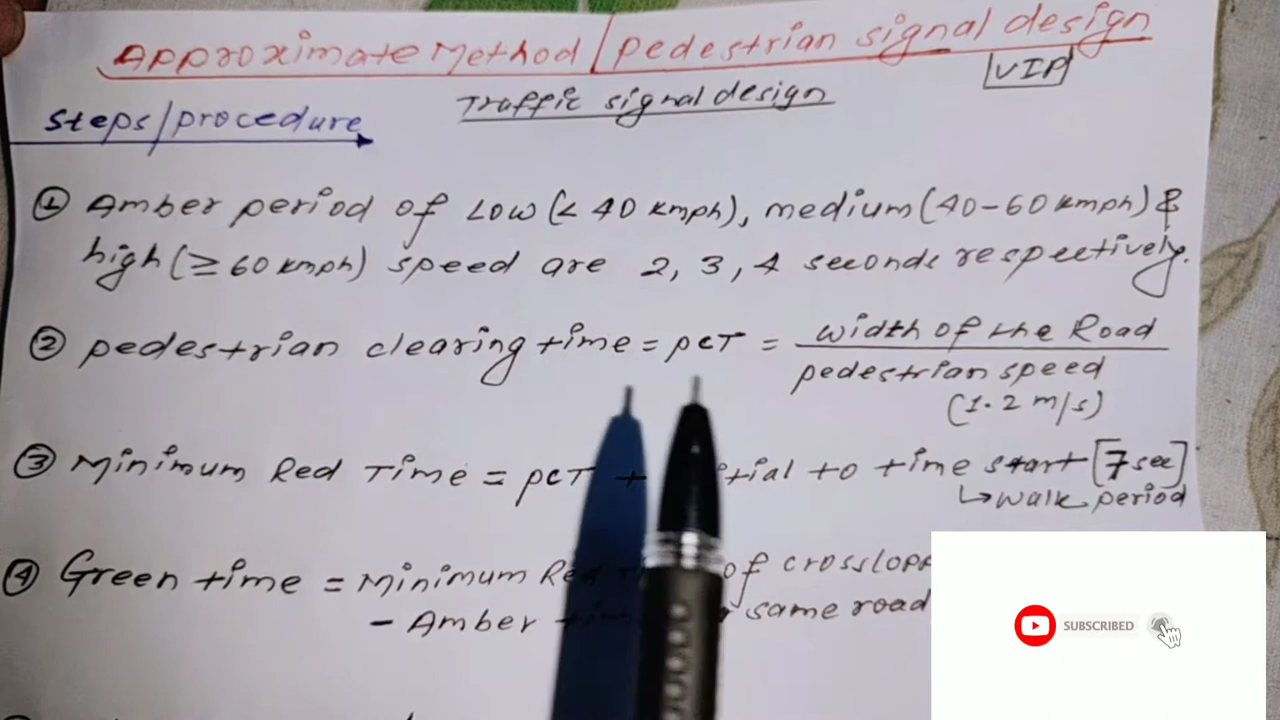 Approximate Method / pedestrian signal design
VIP
Traffic signal design
steps/procedure
① Amber period of Low (< 40 kmph), medium (40-60 kmph) &
high (≥ 60 kmph) speed are 2, 3, 4 seconds respectively.
② pedestrian clearing time = PCT = width of the Road
pedestrian speed
(1.2 m/s)
③ Minimum Red Time = PCT + tial to time start [7 sec]
↳ walk period
④ Green time = Minimum Red of
- Amber same road
SUBSCRIBED